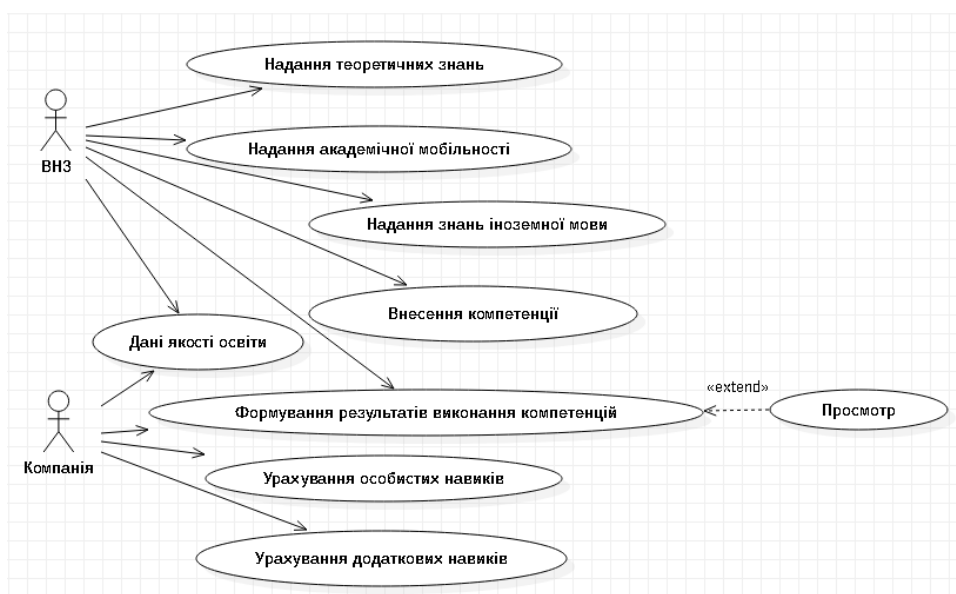 Надання теоретичних знань
ВНЗ
Надання академічної мобільності
Надання знань іноземної мови
Внесення компетенції
Дані якості освіти
«extend»
Формування результатів виконання компетенцій
Просмотр
Компанія
Урахування особистих навиків
Урахування додаткових навиків